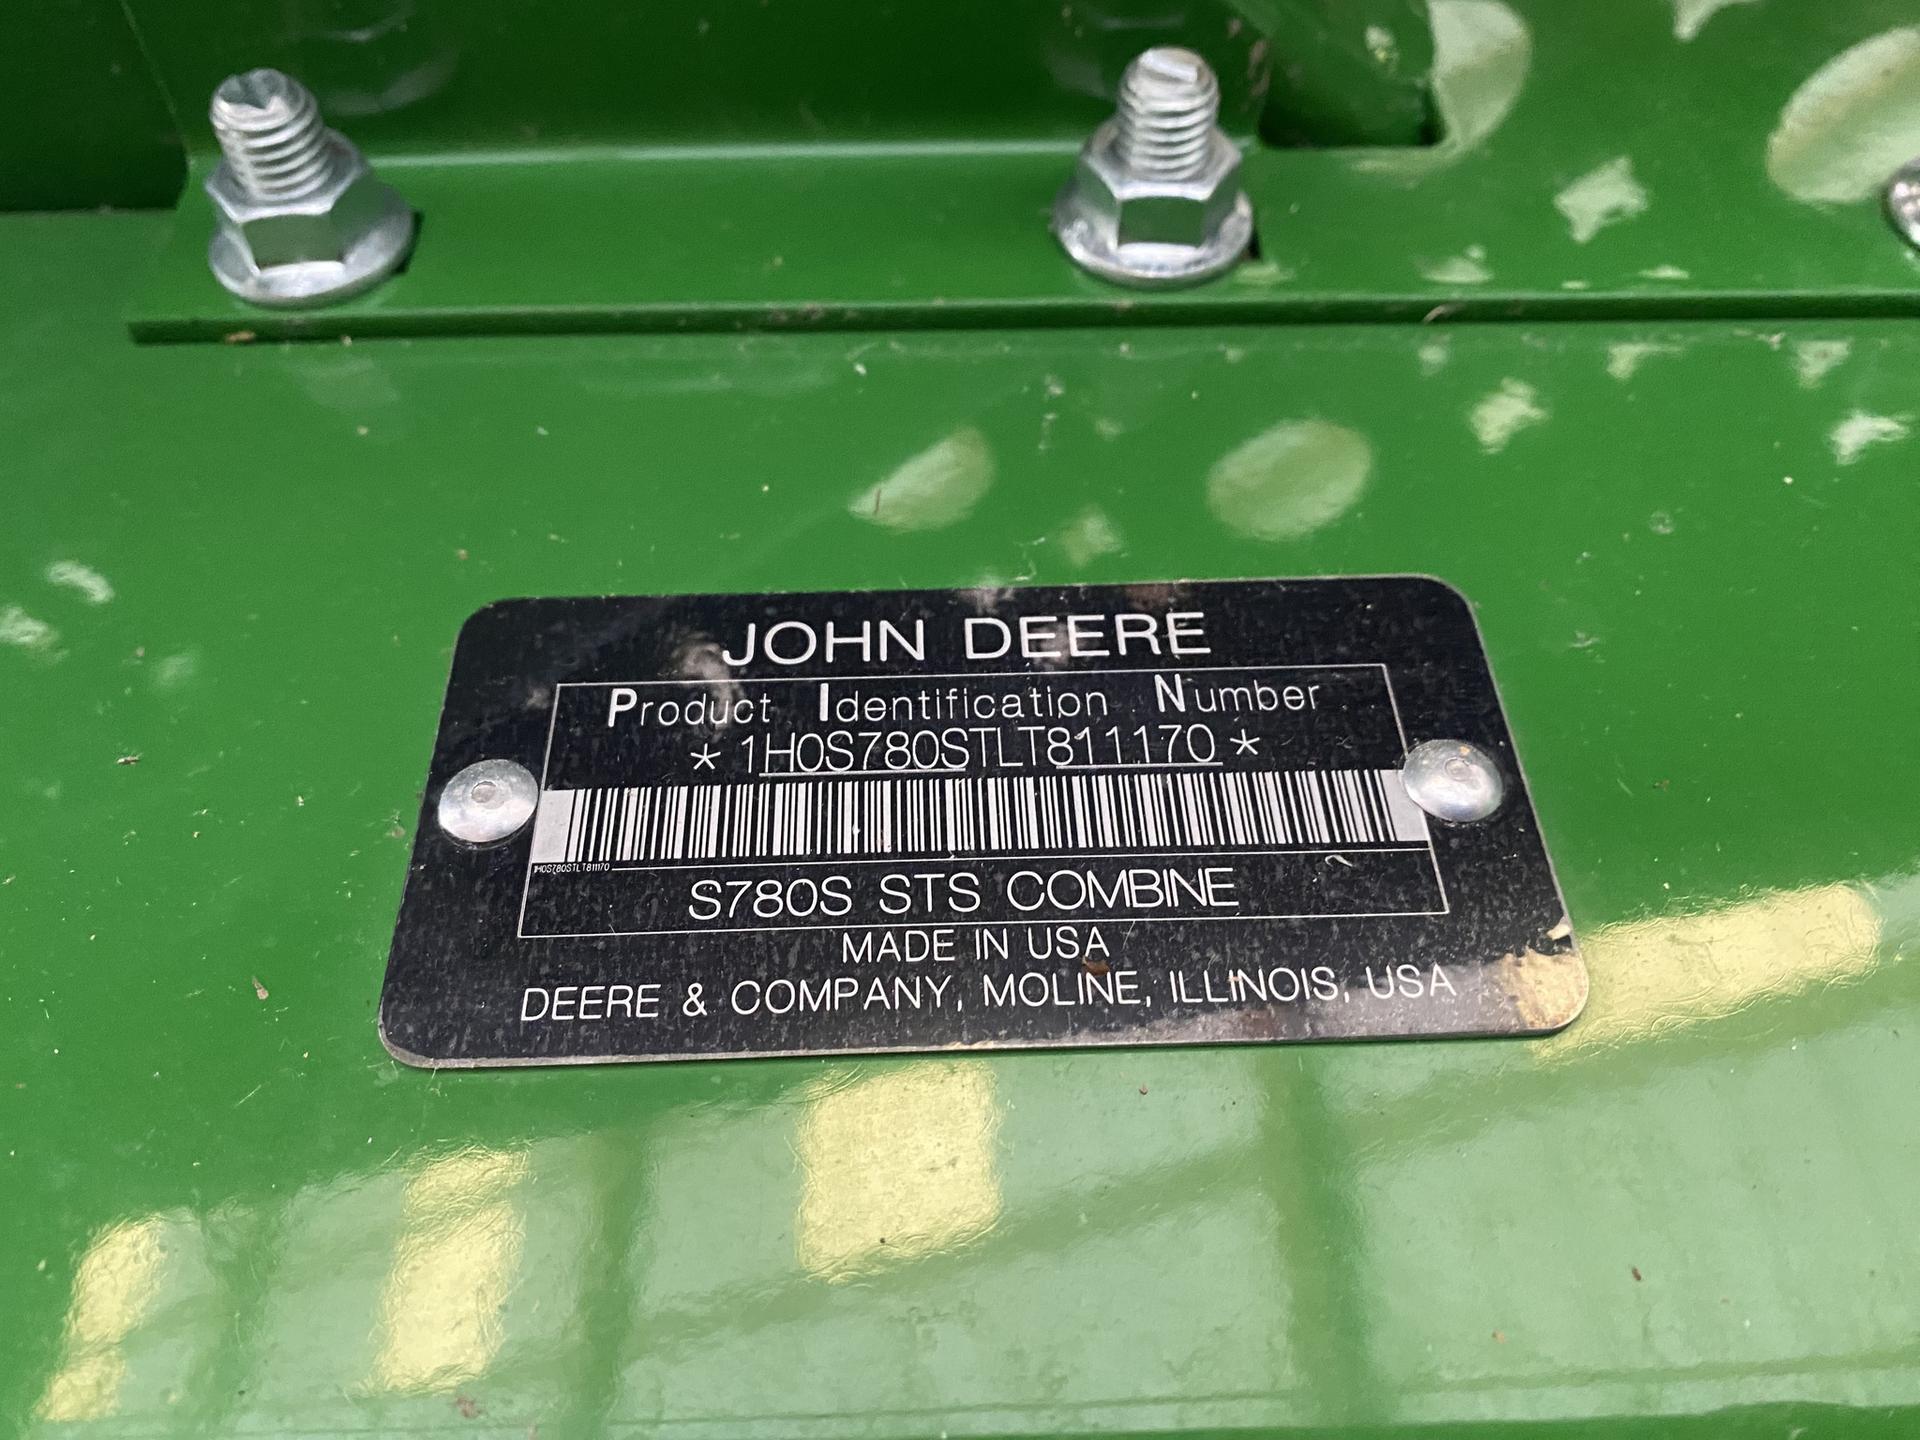 JOHN DEERE
Product Identification Number
*1H0S780STLT811170*
1H0S780STLT811170
S780S STS COMBINE
MADE IN USA
DEERE & COMPANY, MOLINE, ILLINOIS, USA